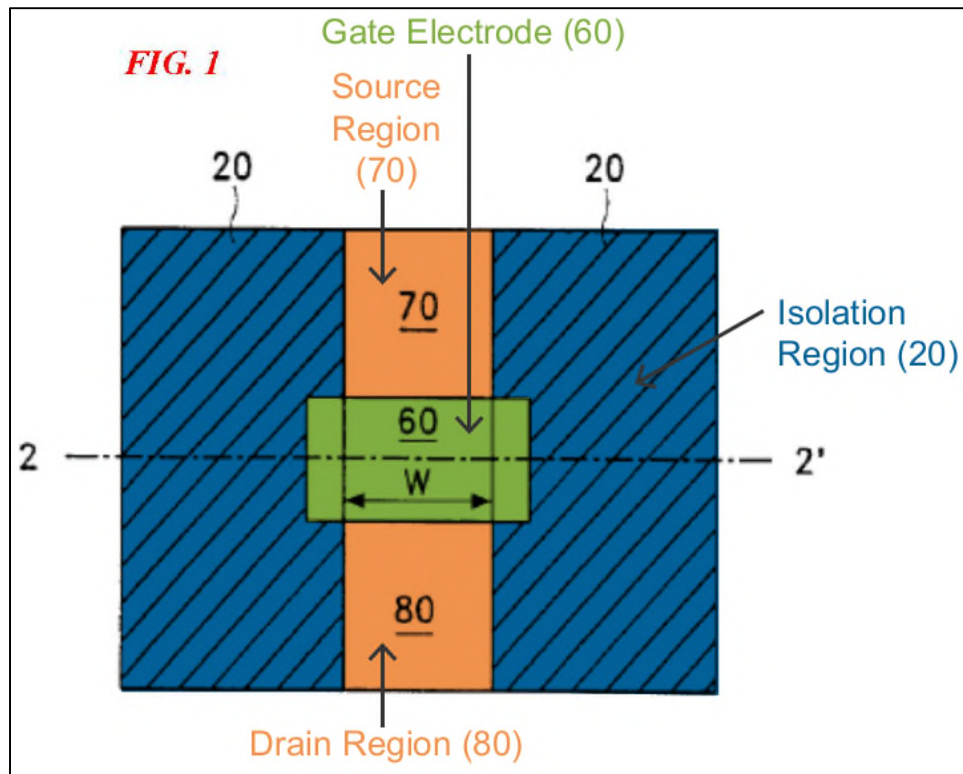 Gate Electrode (60)
FIG. 1
Source
Region
(70)
20
20
70
Isolation
Region (20)
60
2
2'
W
80
Drain Region (80)